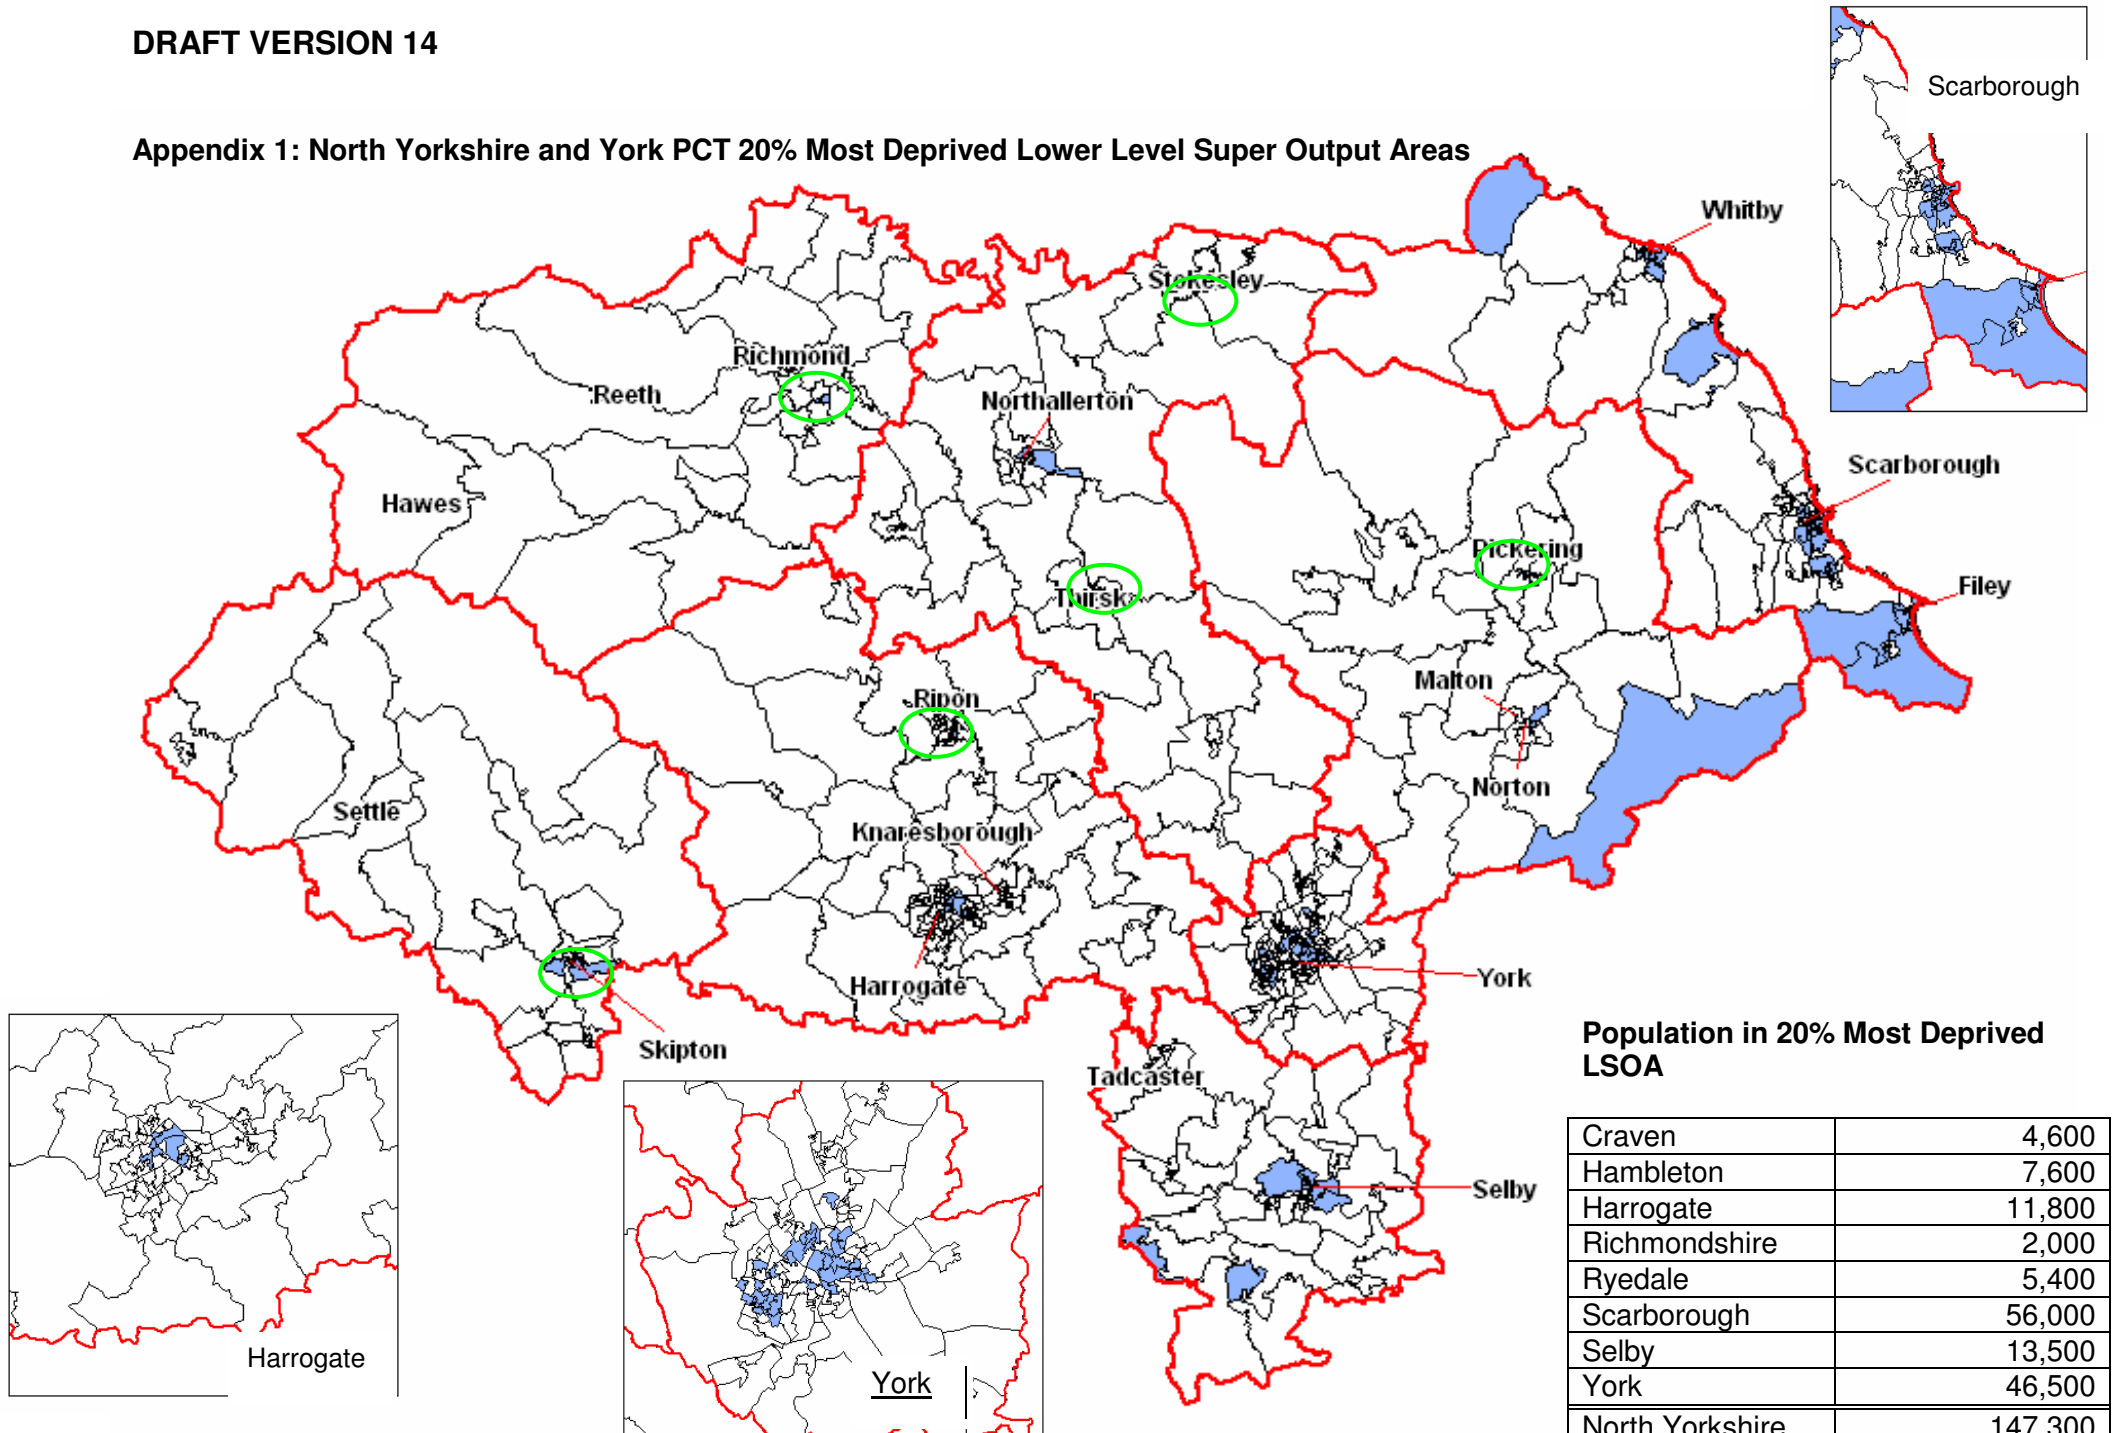 DRAFT VERSION 14
Scarborough
Appendix 1: North Yorkshire and York PCT 20% Most Deprived Lower Level Super Output Areas
Whitby
Stokesley
Richmond
Reeth
Northallerton
Scarborough
Hawes
Pickering
Filey
Thirsk
Malton
Ripon
Norton
Settle
Knaresborough
Harrogate
York
Skipton
Tadcaster
Selby
Harrogate
York
Population in 20% Most Deprived
LSOA
Craven 4,600
Hambleton 7,600
Harrogate 11,800
Richmondshire 2,000
Ryedale 5,400
Scarborough 56,000
Selby 13,500
York 46,500
North Yorkshire 147,300